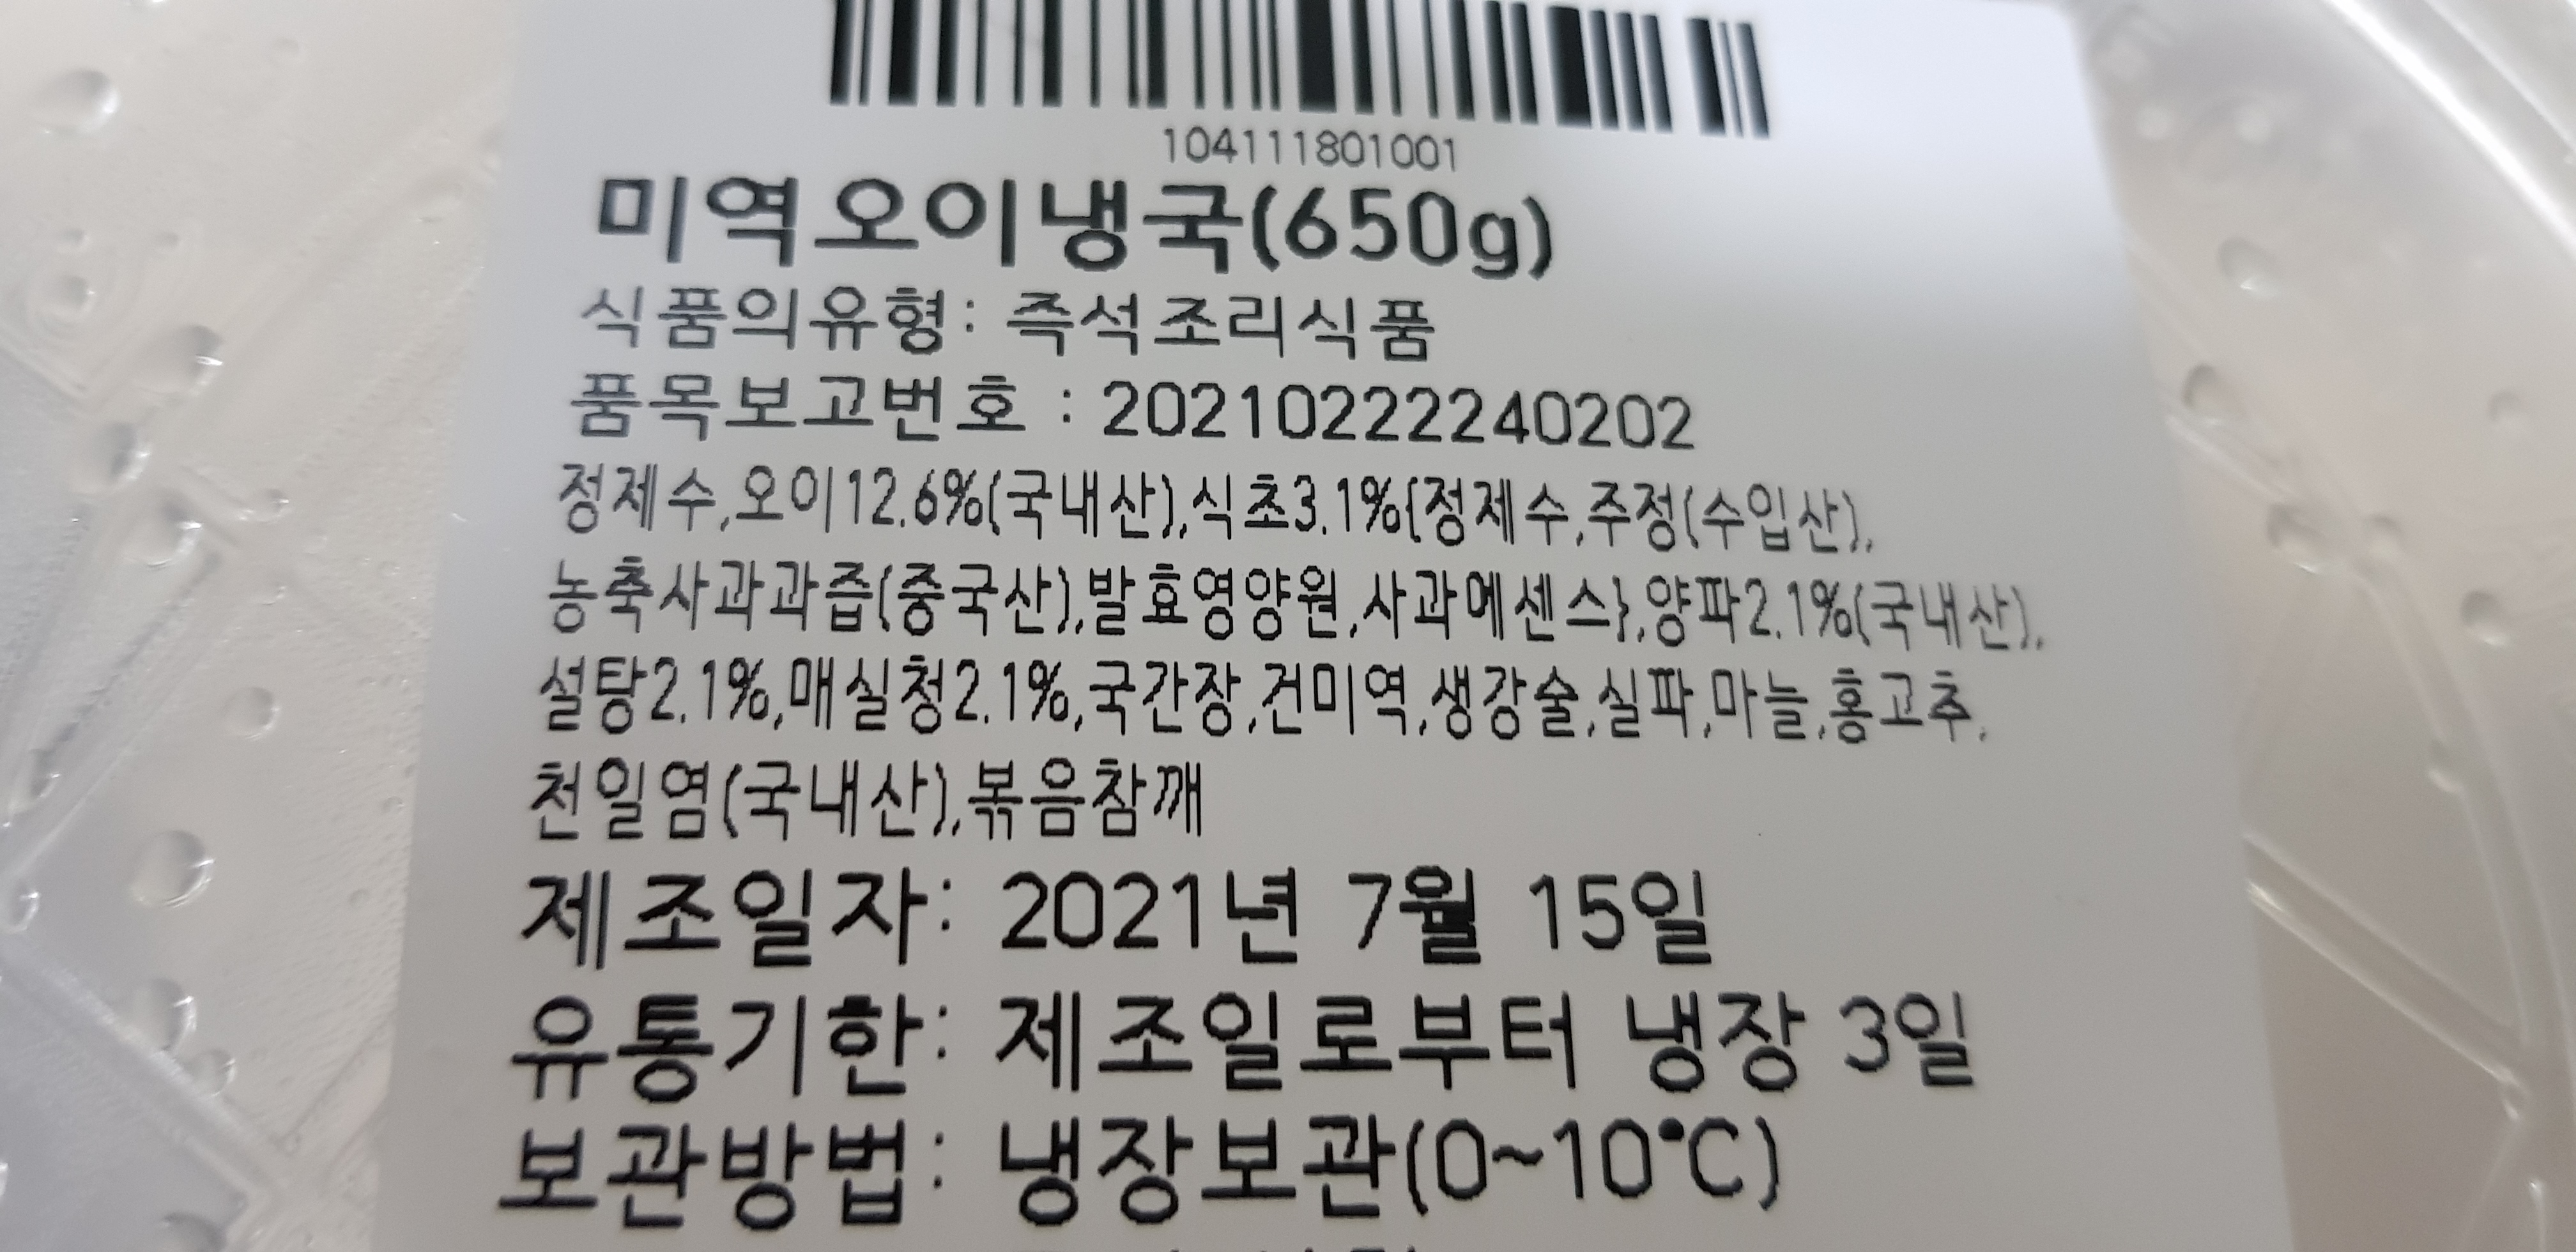 104111801001
미역오이냉국(650g)
식품의유형: 즉석조리식품
품목보고번호 : 20210222240202
정제수,오이12.6%(국내산),식초3.1%{정제수,주정(수입산),
농축사과과즙(중국산),발효영양원,사과에센스},양파2.1%(국내산),
설탕2.1%,매실청2.1%,국간장,건미역,생강술,실파,마늘,홍고추,
천일염(국내산),볶음참깨
제조일자: 2021년 7월 15일
유통기한: 제조일로부터 냉장 3일
보관방법: 냉장보관(0~10℃)